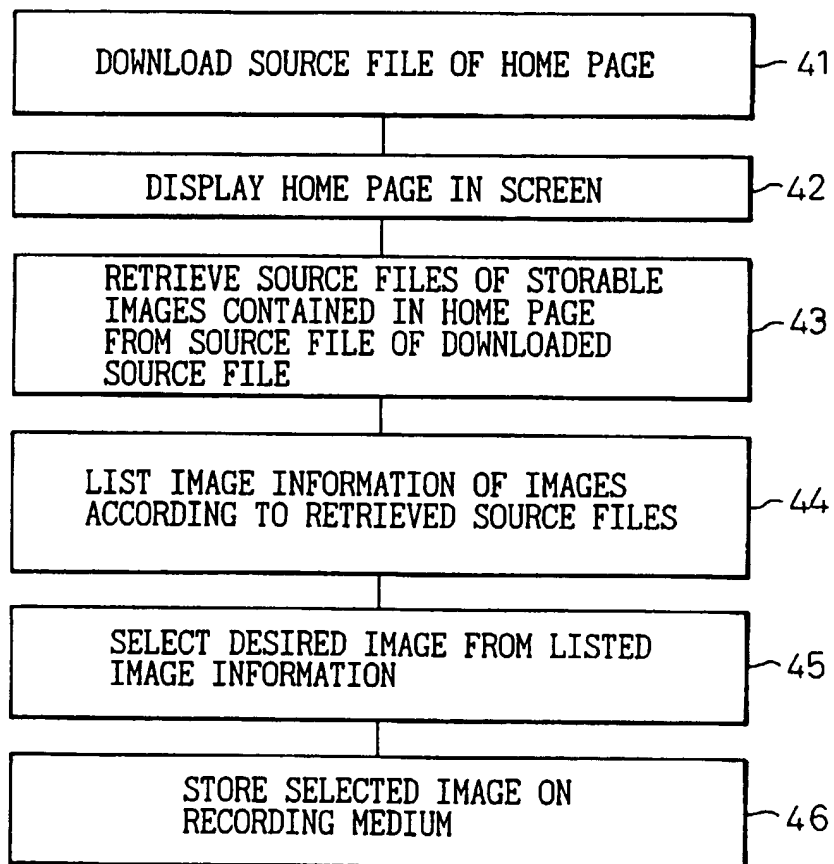 DOWNLOAD SOURCE FILE OF HOME PAGE 41
DISPLAY HOME PAGE IN SCREEN 42
RETRIEVE SOURCE FILES OF STORABLE
IMAGES CONTAINED IN HOME PAGE
FROM SOURCE FILE OF DOWNLOADED
SOURCE FILE
43
LIST IMAGE INFORMATION OF IMAGES
ACCORDING TO RETRIEVED SOURCE FILES
44
SELECT DESIRED IMAGE FROM LISTED
IMAGE INFORMATION
45
STORE SELECTED IMAGE ON
RECORDING MEDIUM
46